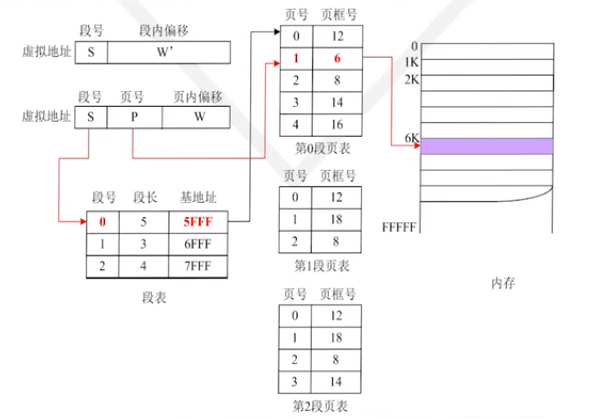 段号 段内偏移
虚拟地址 S W’
段号 页号 页内偏移
虚拟地址 S P W
段号 段长 基地址
0 5 5FFF
1 3 6FFF
2 4 7FFF
段表
页号 页框号
0 12
1 6
2 8
3 14
4 16
第0段页表
页号 页框号
0 12
1 18
2 8
第1段页表
页号 页框号
0 12
1 18
2 8
3 14
第2段页表
0
1K
2K
6K
FFFFF
内存